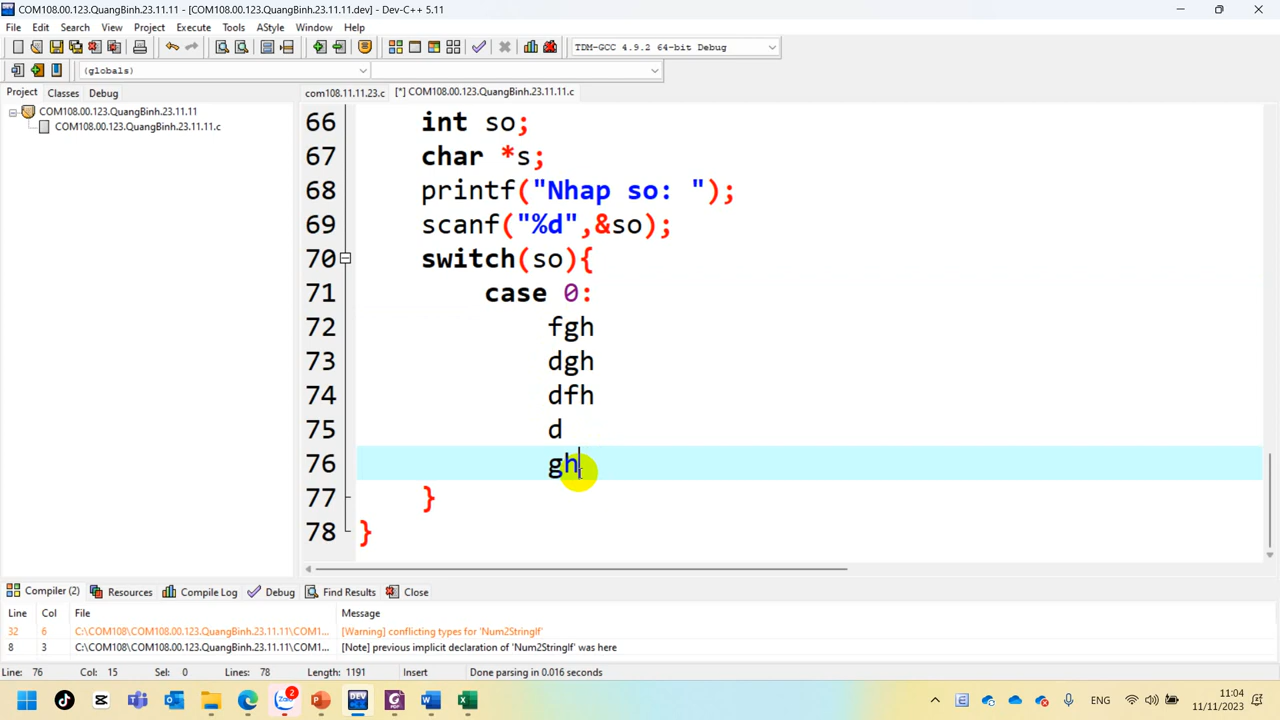 COM108.00.123.QuangBinh.23.11.11 - [COM108.00.123.QuangBinh.23.11.11.dev] - Dev-C++ 5.11
File Edit Search View Project Execute Tools AStyle Window Help
TDM-GCC 4.9.2 64-bit Debug
(globals)
Project Classes Debug
com108.11.11.23.c [*] COM108.00.123.QuangBinh.23.11.11.c
COM108.00.123.QuangBinh.23.11.11
COM108.00.123.QuangBinh.23.11.11.c
66 int so;
67 char *s;
68 printf("Nhap so: ");
69 scanf("%d",&so);
70 switch(so){
71 case 0:
72 fgh
73 dgh
74 dfh
75 d
76 gh
77 }
78 }
Compiler (2) Resources Compile Log Debug Find Results Close
Line Col File Message
32 6 C:\COM108\COM108.00.123.QuangBinh.23.11.11\COM1... [Warning] conflicting types for 'Num2StringIf'
8 3 C:\COM108\COM108.00.123.QuangBinh.23.11.11\COM1... [Note] previous implicit declaration of 'Num2StringIf' was here
Line: 76 Col: 15 Sel: 0 Lines: 78 Length: 1191 Insert Done parsing in 0.016 seconds
Zalo 2 DEV ENG 11:04
11/11/2023